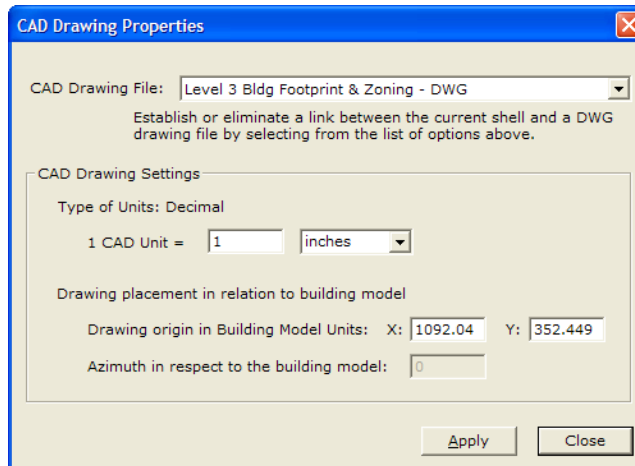 CAD Drawing Properties
CAD Drawing File: Level 3 Bldg Footprint & Zoning - DWG
Establish or eliminate a link between the current shell and a DWG
drawing file by selecting from the list of options above.
CAD Drawing Settings
Type of Units: Decimal
1 CAD Unit = 1 inches
Drawing placement in relation to building model
Drawing origin in Building Model Units: X: 1092.04 Y: 352.449
Azimuth in respect to the building model: 0
Apply Close